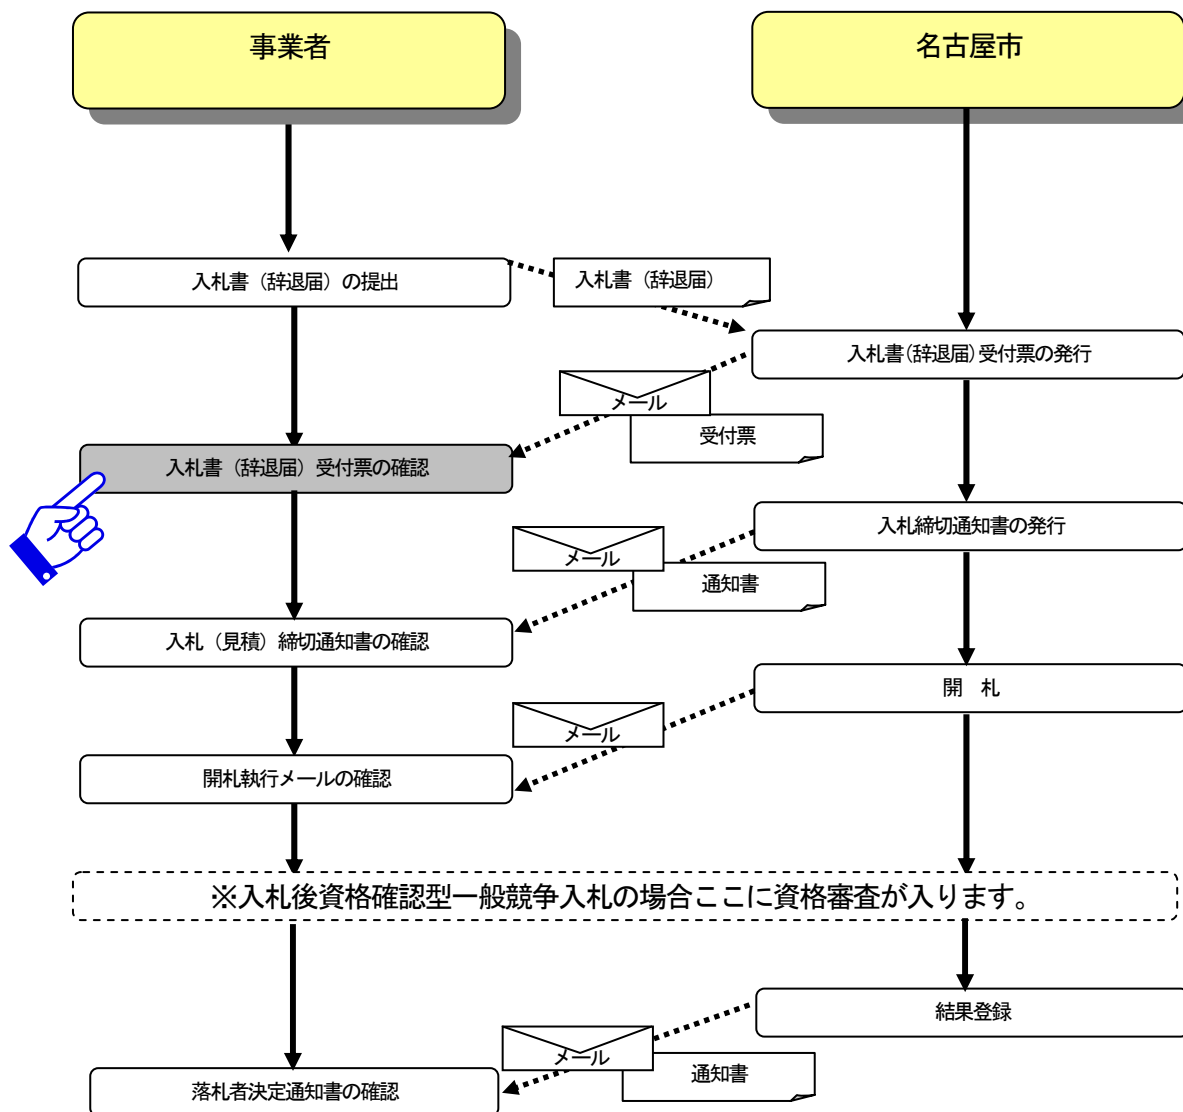 事業者
名古屋市
入札書（辞退届）の提出
入札書（辞退届）
入札書(辞退届)受付票の発行
メール
受付票
入札書（辞退届）受付票の確認
入札締切通知書の発行
メール
通知書
入札（見積）締切通知書の確認
開　札
メール
開札執行メールの確認
※入札後資格確認型一般競争入札の場合ここに資格審査が入ります。
結果登録
メール
通知書
落札者決定通知書の確認